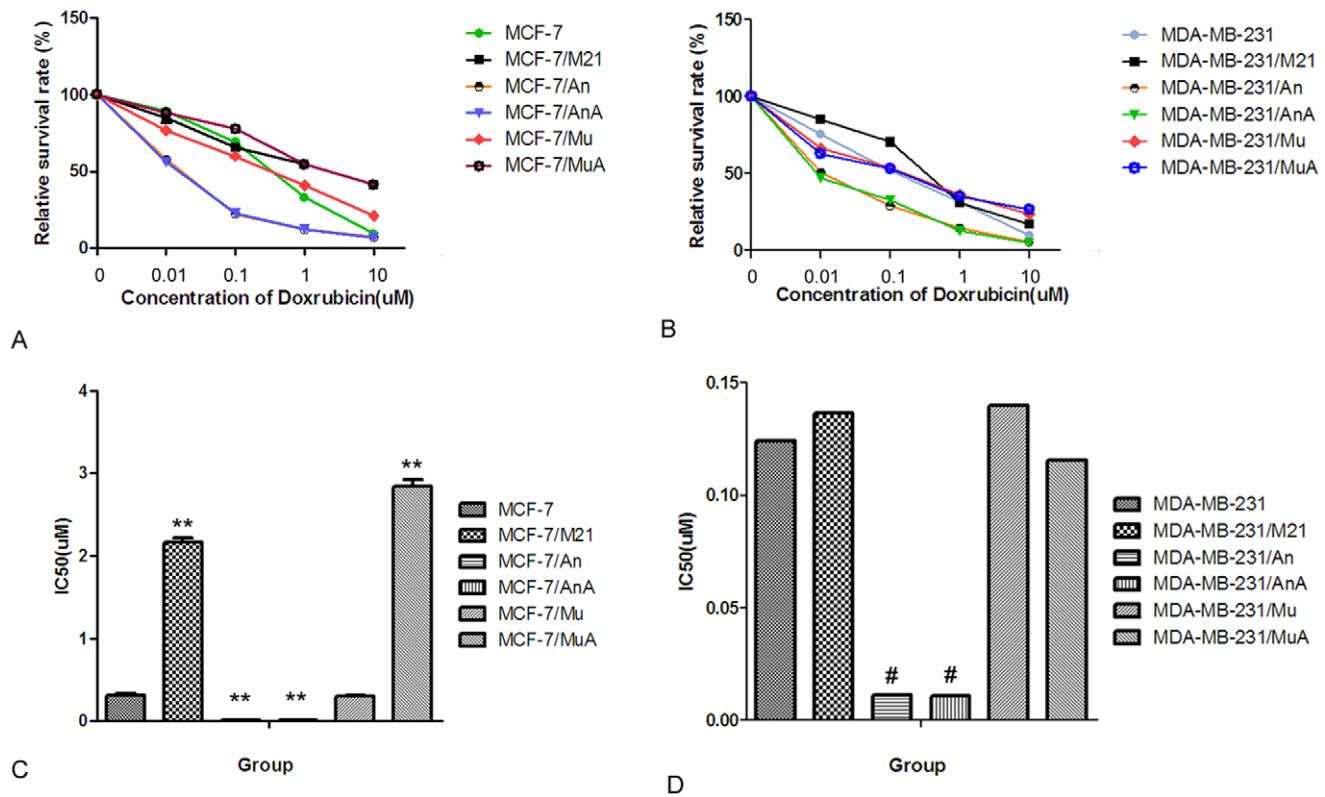 150
100
50
0
Relative survival rate (%)
0 0.01 0.1 1 10
Concentration of Doxrubicin(uM)
MCF-7
MCF-7/M21
MCF-7/An
MCF-7/AnA
MCF-7/Mu
MCF-7/MuA
A
150
100
50
0
Relative survival rate (%)
0 0.01 0.1 1 10
Concentration of Doxrubicin(uM)
MDA-MB-231
MDA-MB-231/M21
MDA-MB-231/An
MDA-MB-231/AnA
MDA-MB-231/Mu
MDA-MB-231/MuA
B
4
3
2
1
0
IC50(uM)
**
** **
**
Group
MCF-7
MCF-7/M21
MCF-7/An
MCF-7/AnA
MCF-7/Mu
MCF-7/MuA
C
0.15
0.10
0.05
0.00
IC50(uM)
# #
Group
MDA-MB-231
MDA-MB-231/M21
MDA-MB-231/An
MDA-MB-231/AnA
MDA-MB-231/Mu
MDA-MB-231/MuA
D